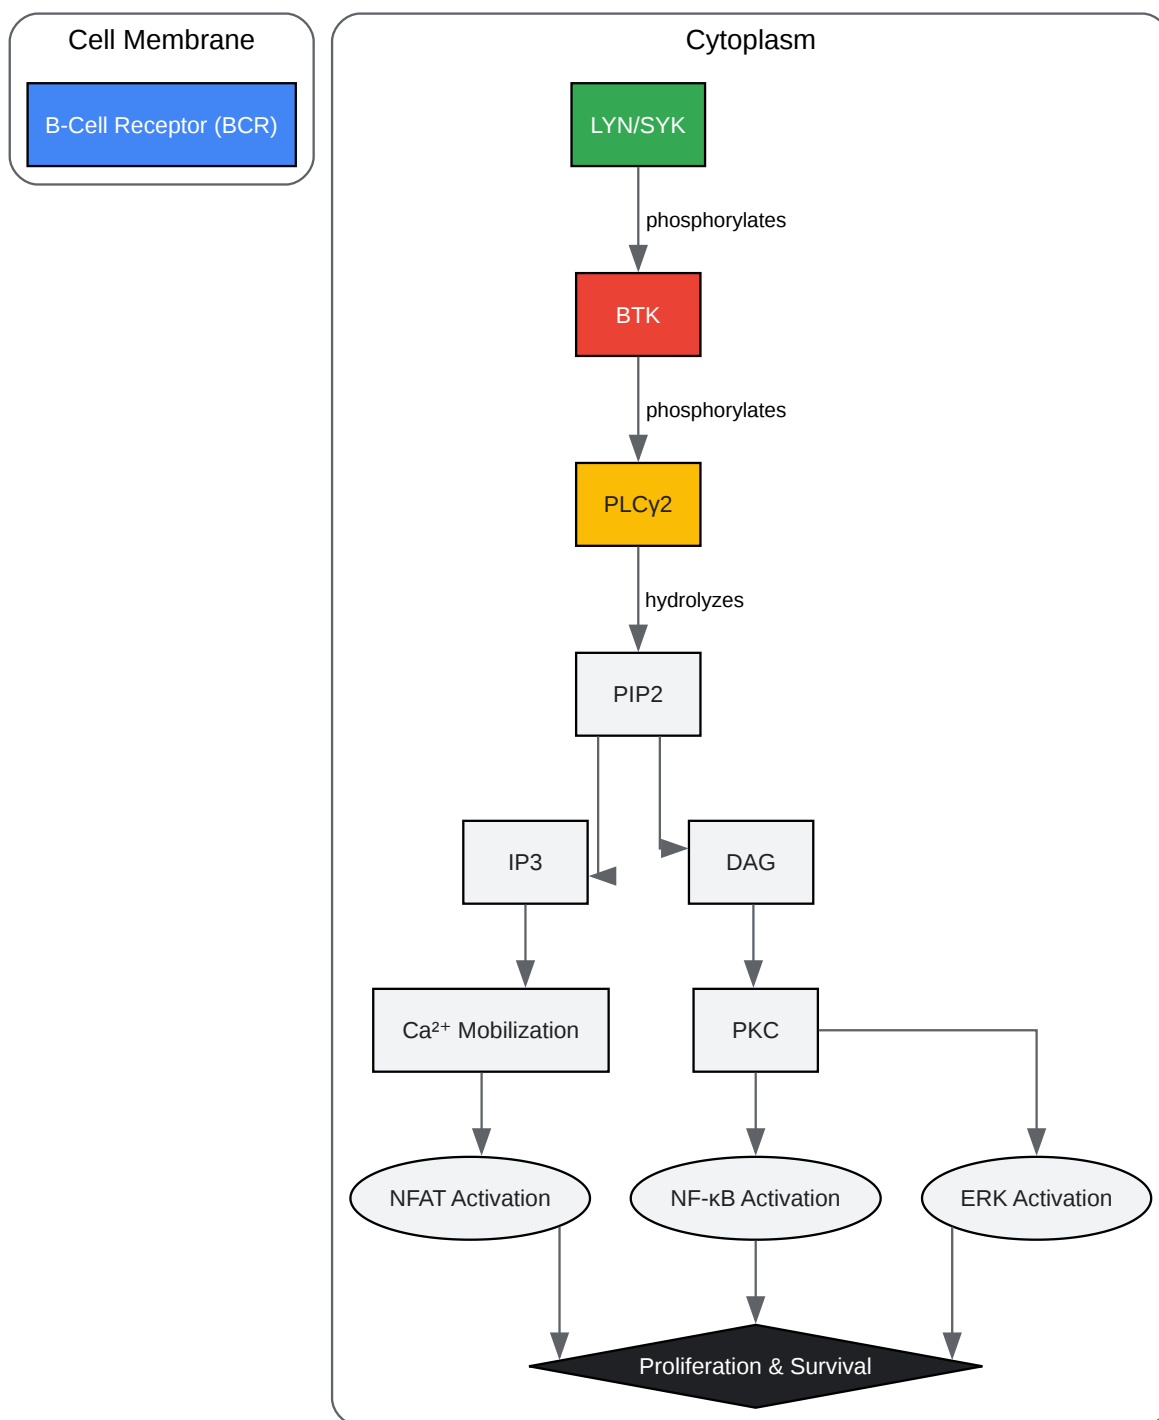 Cell Membrane
B-Cell Receptor (BCR)
Cytoplasm
LYN/SYK
phosphorylates
BTK
phosphorylates
PLCγ2
hydrolyzes
PIP2
IP3
DAG
Ca²⁺ Mobilization
PKC
NFAT Activation
NF-κB Activation
ERK Activation
Proliferation & Survival